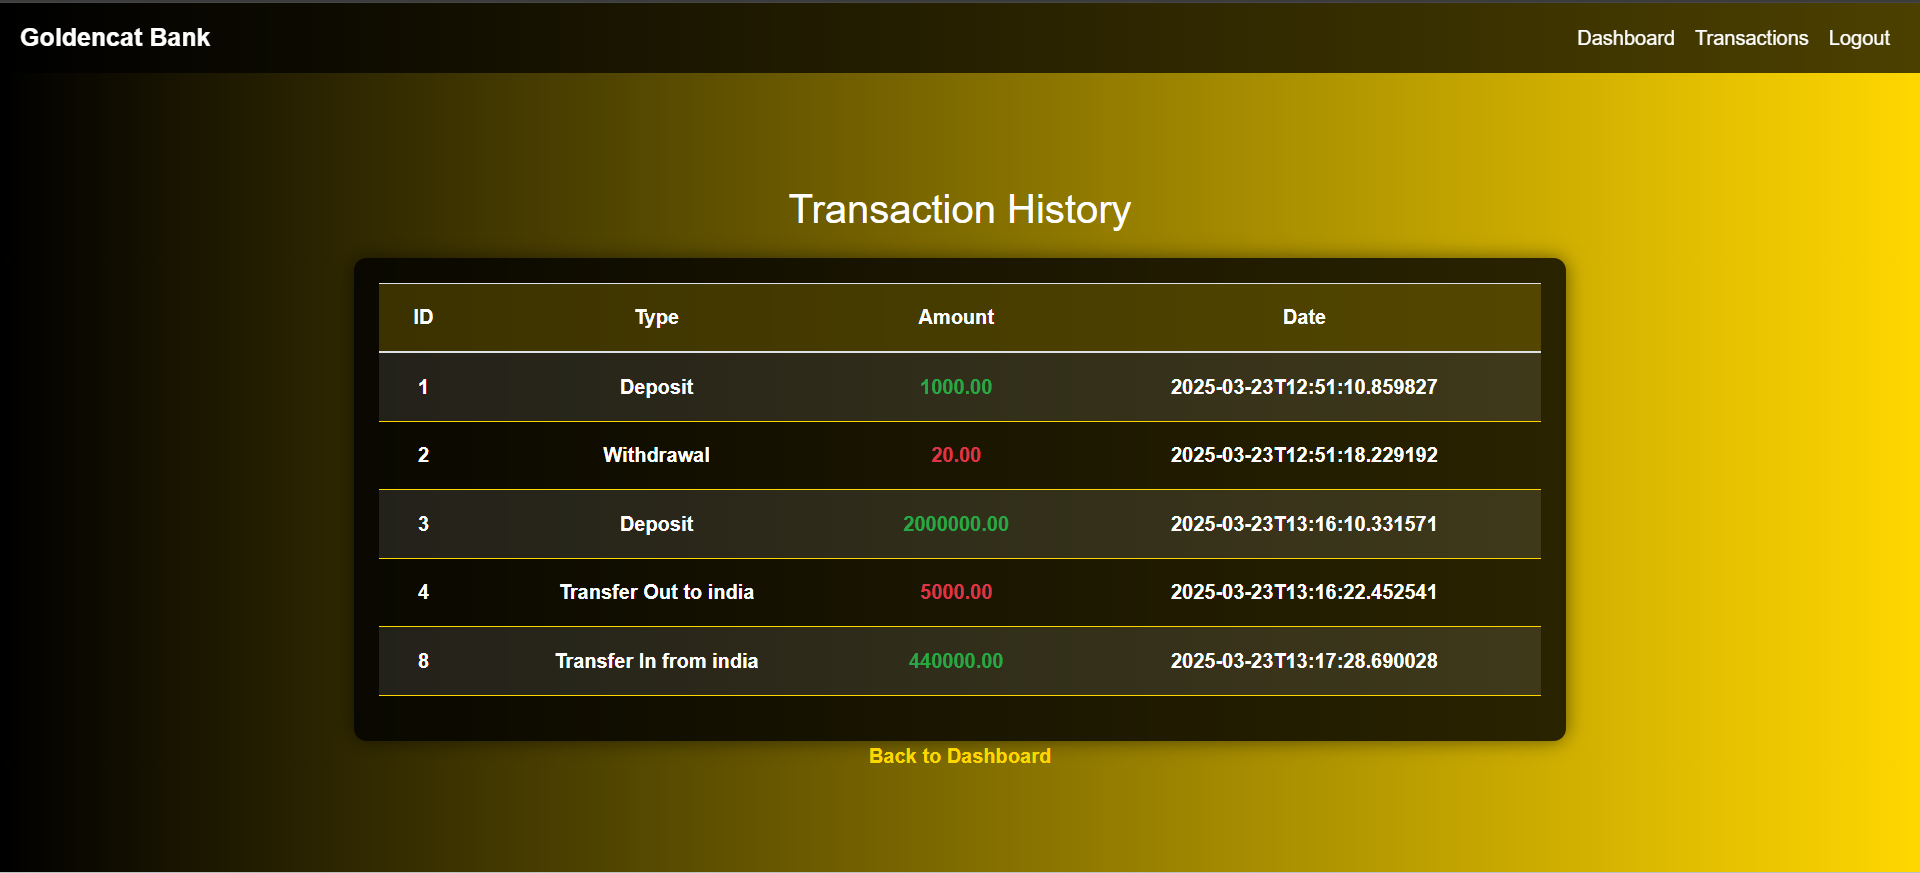 Goldencat Bank Dashboard Transactions Logout
Transaction History
ID Type Amount Date
1 Deposit 1000.00 2025-03-23T12:51:10.859827
2 Withdrawal 20.00 2025-03-23T12:51:18.229192
3 Deposit 2000000.00 2025-03-23T13:16:10.331571
4 Transfer Out to india 5000.00 2025-03-23T13:16:22.452541
8 Transfer In from india 440000.00 2025-03-23T13:17:28.690028
Back to Dashboard